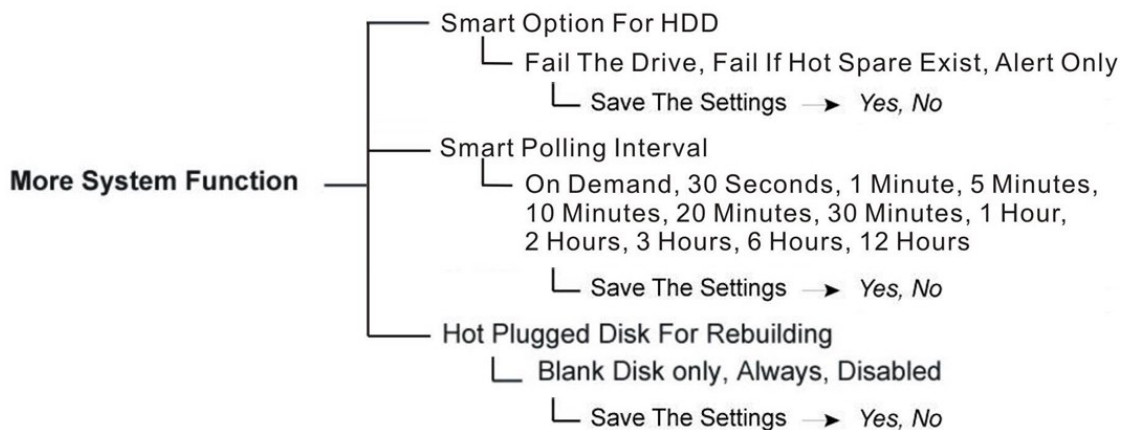 Smart Option For HDD
Fail The Drive, Fail If Hot Spare Exist, Alert Only
Save The Settings Yes, No
Smart Polling Interval
More System Function
On Demand, 30 Seconds, 1 Minute, 5 Minutes,
10 Minutes, 20 Minutes, 30 Minutes, 1 Hour,
2 Hours, 3 Hours, 6 Hours, 12 Hours
Save The Settings Yes, No
Hot Plugged Disk For Rebuilding
Blank Disk only, Always, Disabled
Save The Settings Yes, No